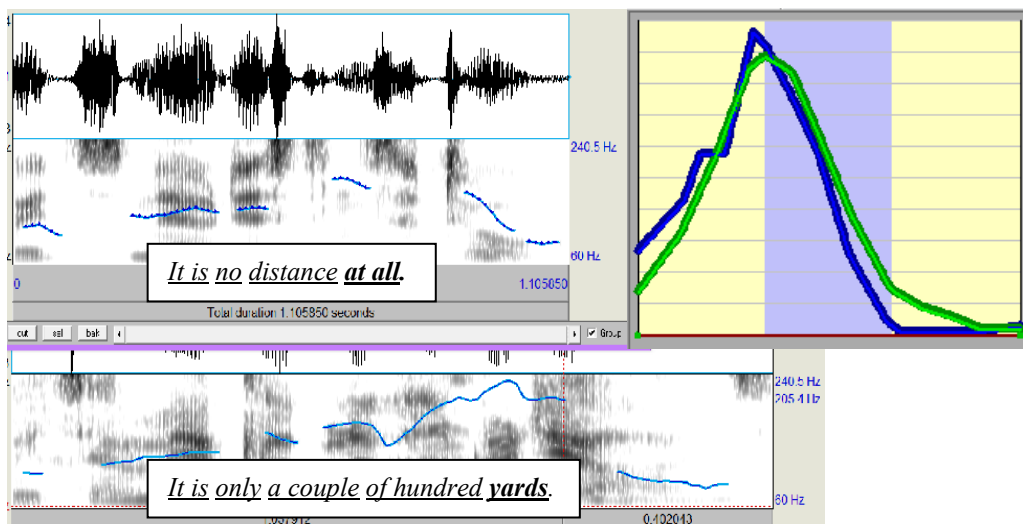 240.5 Hz
It is no distance at all.
60 Hz
0
1.105850
Total duration 1.105850 seconds
cut sel bak Group
240.5 Hz
205.4 Hz
It is only a couple of hundred yards.
60 Hz
0.402043